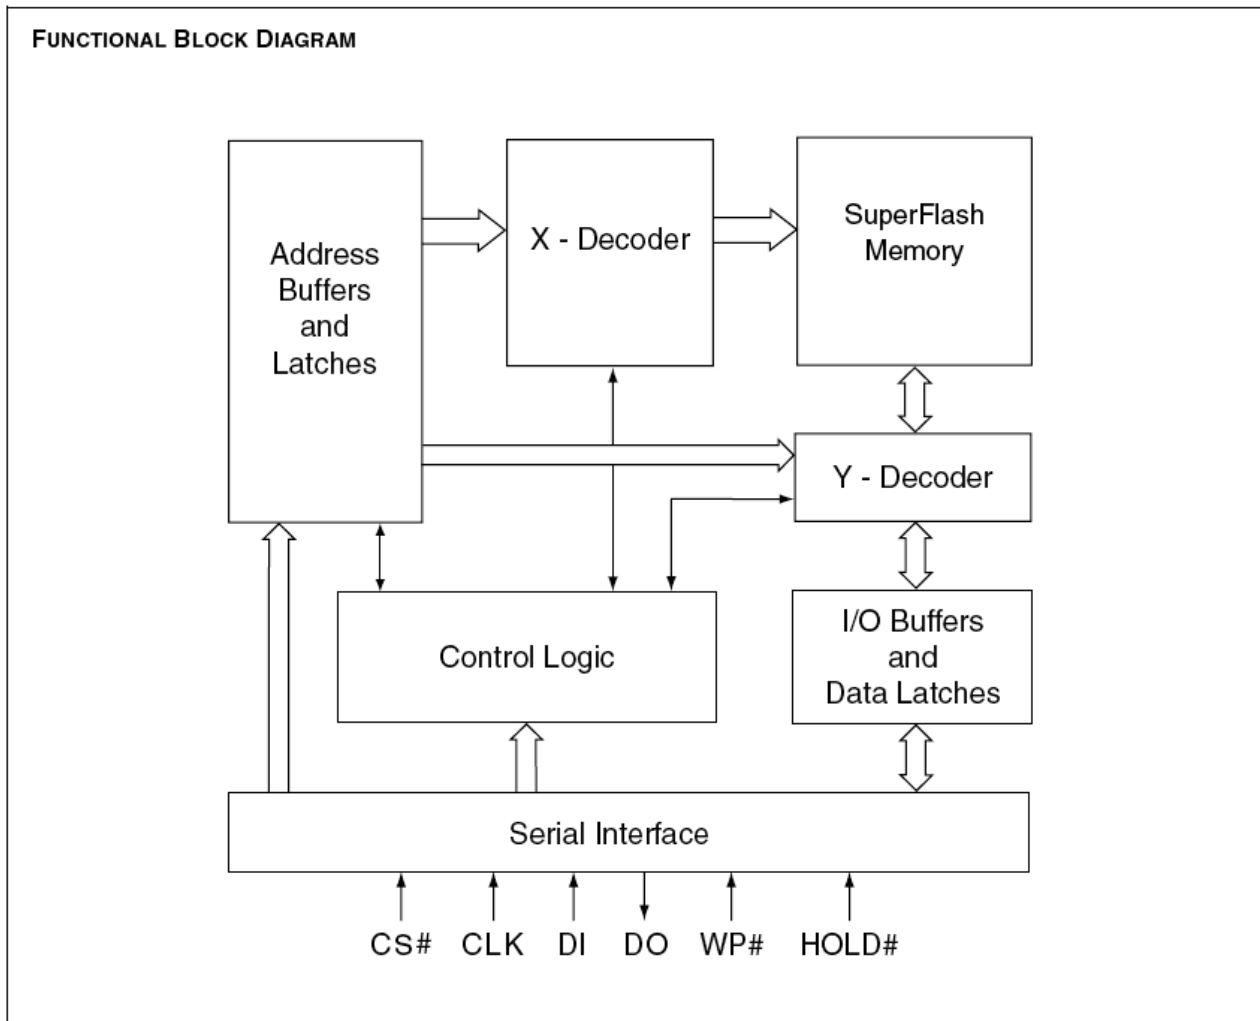 FUNCTIONAL BLOCK DIAGRAM
Address
Buffers
and
Latches
X - Decoder
SuperFlash
Memory
Y - Decoder
Control Logic
I/O Buffers
and
Data Latches
Serial Interface
CS# CLK DI DO WP# HOLD#